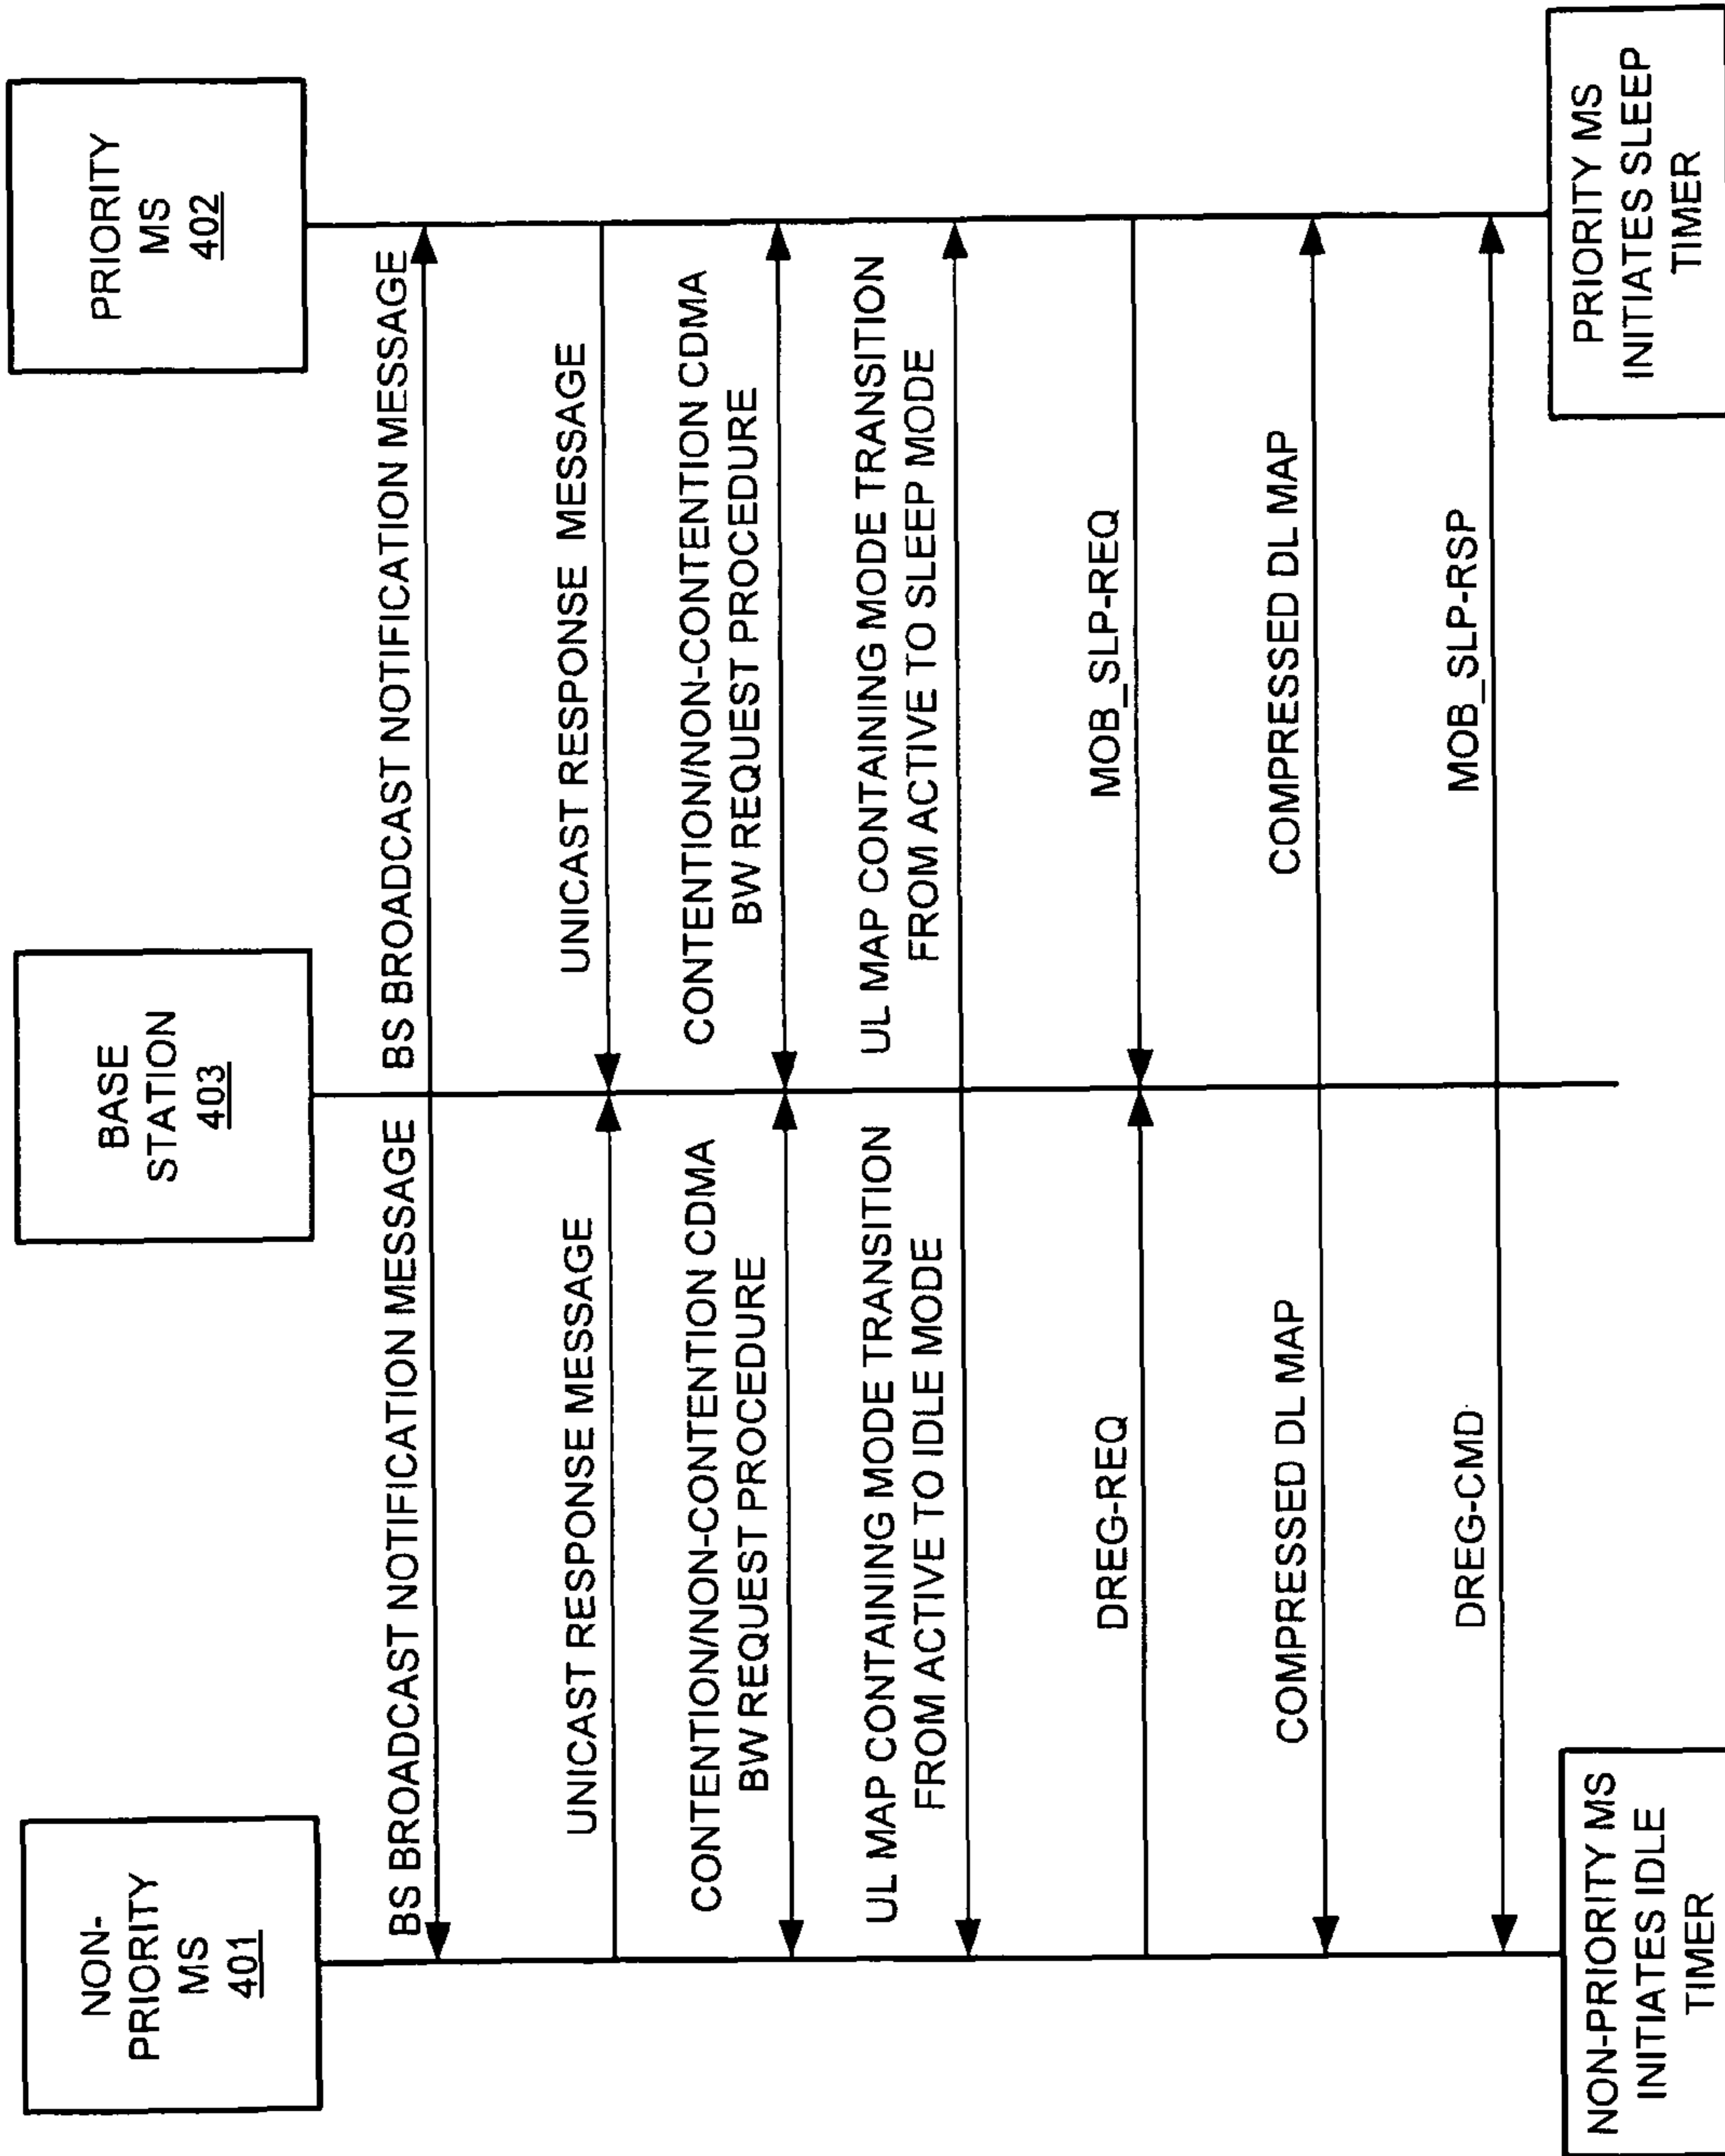 NON-
PRIORITY
MS
401
BASE
STATION
403
PRIORITY
MS
402
BS BROADCAST NOTIFICATION MESSAGE
BS BROADCAST NOTIFICATION MESSAGE
UNICAST RESPONSE MESSAGE
UNICAST RESPONSE MESSAGE
CONTENTION/NON-CONTENTION CDMA
BW REQUEST PROCEDURE
CONTENTION/NON-CONTENTION CDMA
BW REQUEST PROCEDURE
UL MAP CONTAINING MODE TRANSITION
FROM ACTIVE TO IDLE MODE
UL MAP CONTAINING MODE TRANSITION
FROM ACTIVE TO SLEEP MODE
DREG-REQ
MOB_SLP-REQ
COMPRESSED DL MAP
COMPRESSED DL MAP
DREG-CMD
MOB_SLP-RSP
NON-PRIORITY MS
INITIATES IDLE
TIMER
PRIORITY MS
INITIATES SLEEP
TIMER